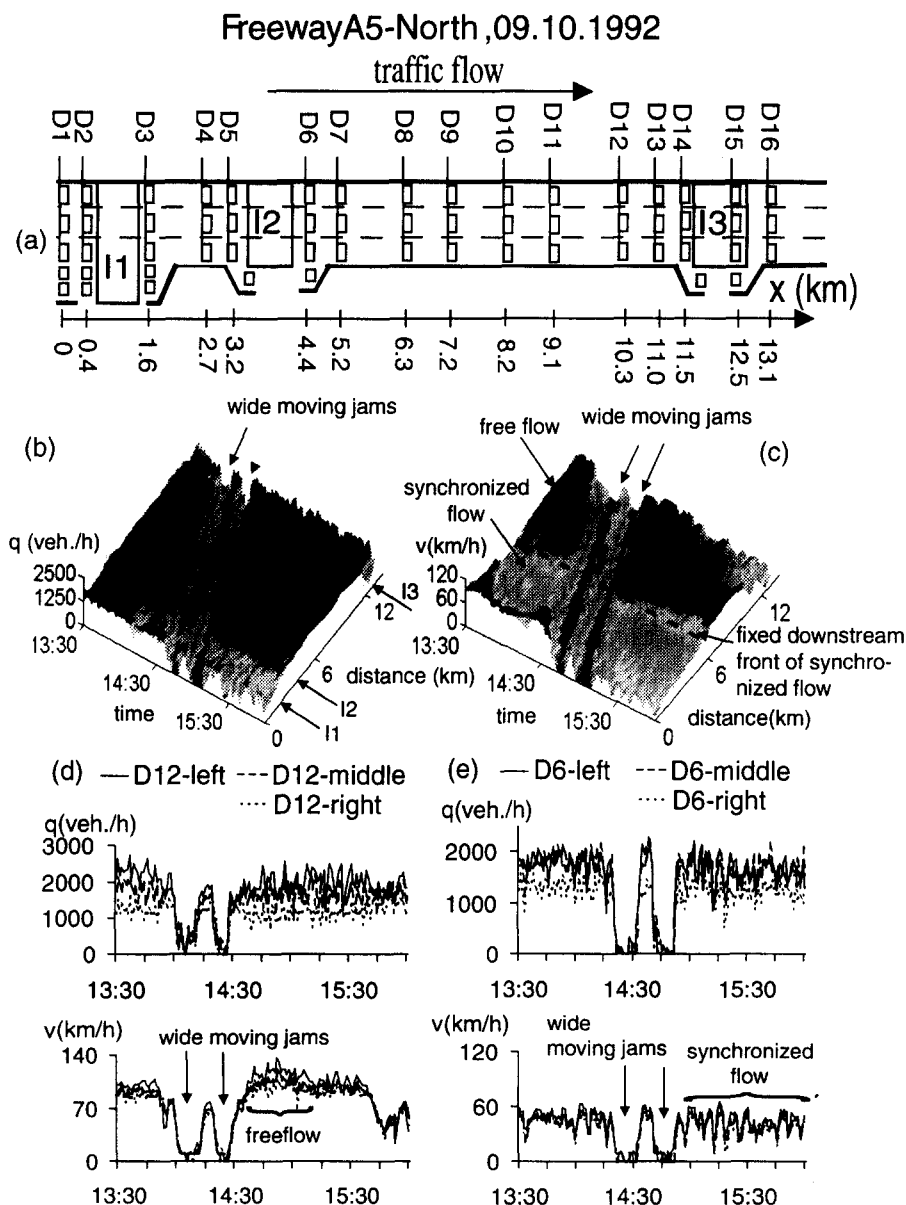 FreewayA5-North ,09.10.1992
traffic flow
D1 D2 D3 D4 D5 D6 D7 D8 D9 D10 D11 D12 D13 D14 D15 D16
(a)
I1 I2 I3
x (km)
0 0.4 1.6 2.7 3.2 4.4 5.2 6.3 7.2 8.2 9.1 10.3 11.0 11.5 12.5 13.1
(b)
wide moving jams
q (veh./h)
2500
1250
0
13:30
14:30
15:30
time
0
6
12
distance (km)
I1
I2
I3
(c)
free flow
wide moving jams
synchronized
flow
v(km/h)
120
60
0
13:30
14:30
15:30
time
0
6
12
distance(km)
fixed downstream
front of synchro-
nized flow
(d) D12-left D12-middle
D12-right
q(veh./h)
3000
2000
1000
0
13:30 14:30 15:30
v(km/h)
wide moving jams
140
70
0
freeflow
13:30 14:30 15:30
(e) D6-left D6-middle
D6-right
q(veh./h)
2000
1000
0
13:30 14:30 15:30
v(km/h)
wide
moving jams
synchronized
flow
120
60
0
13:30 14:30 15:30